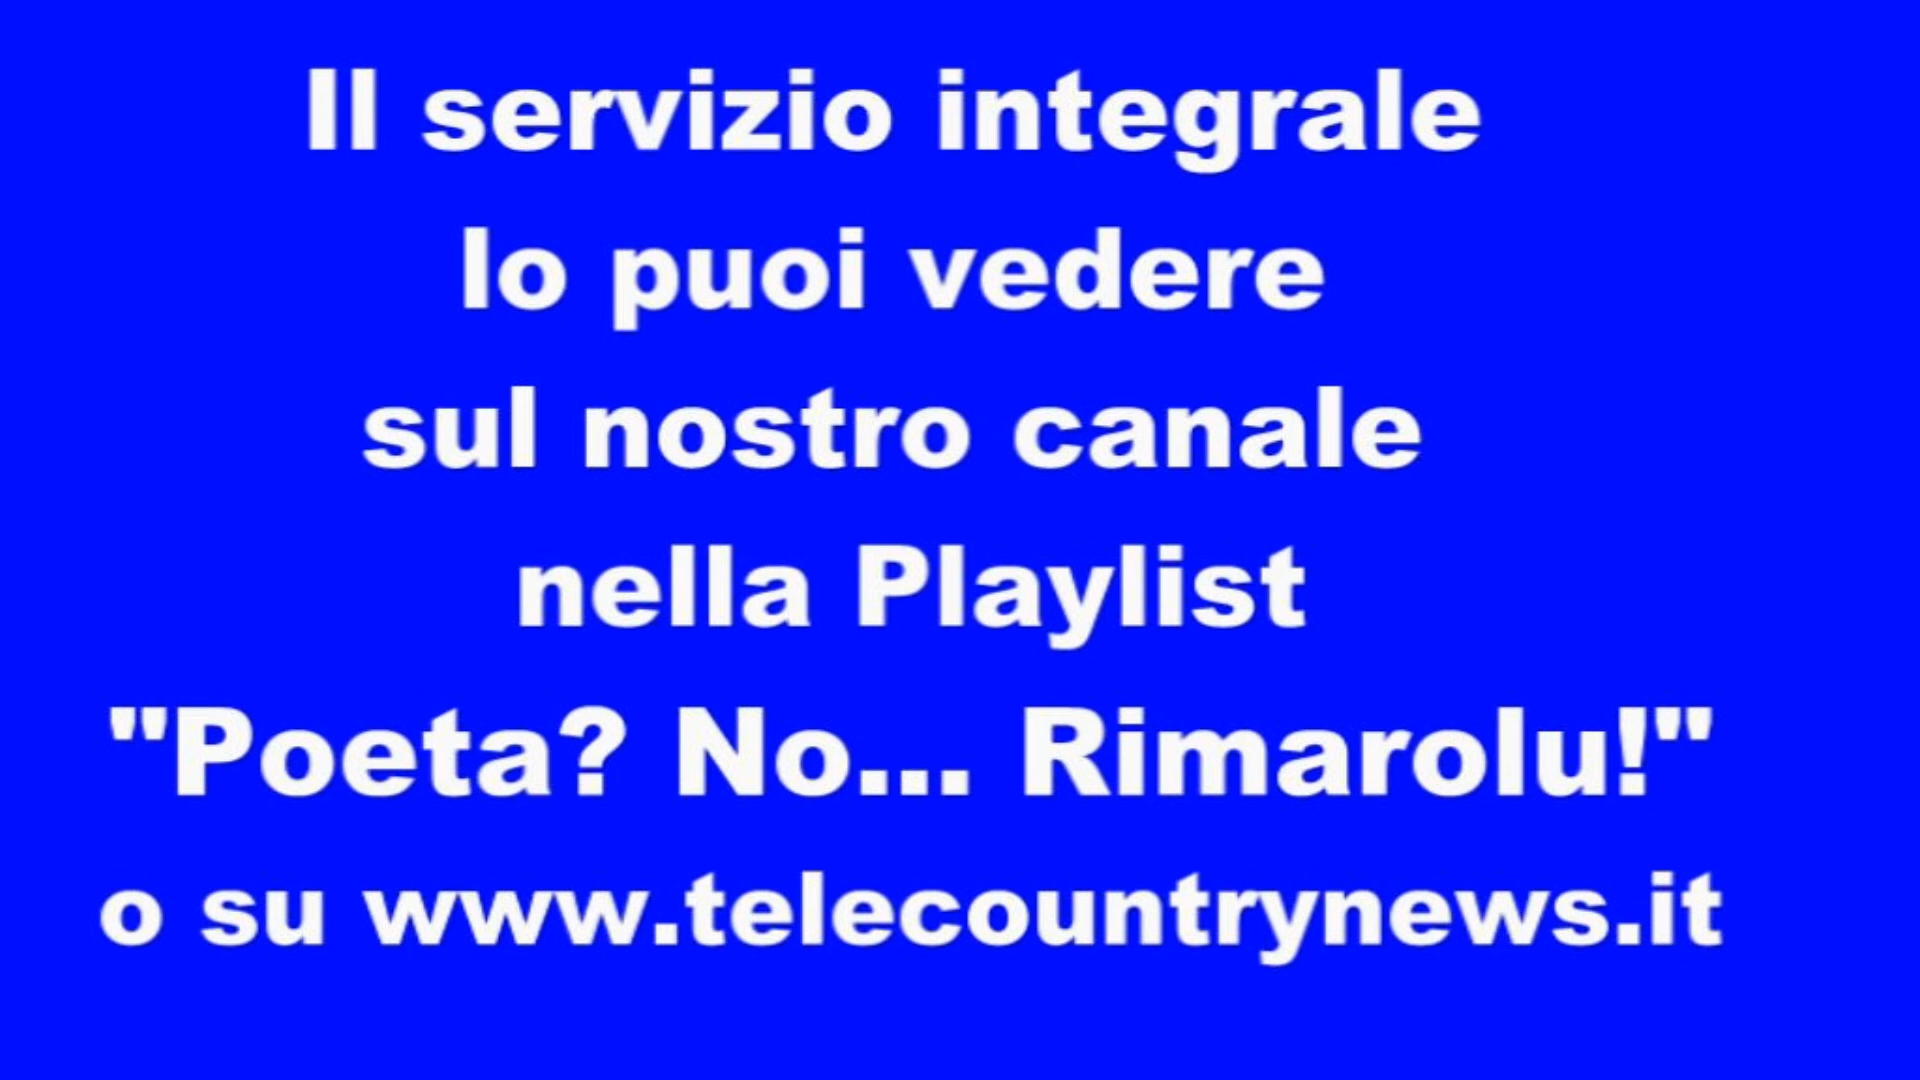 Il servizio integrale
lo puoi vedere
sul nostro canale
nella Playlist
"Poeta? No... Rimarolu!"
o su www.telecountrynews.it